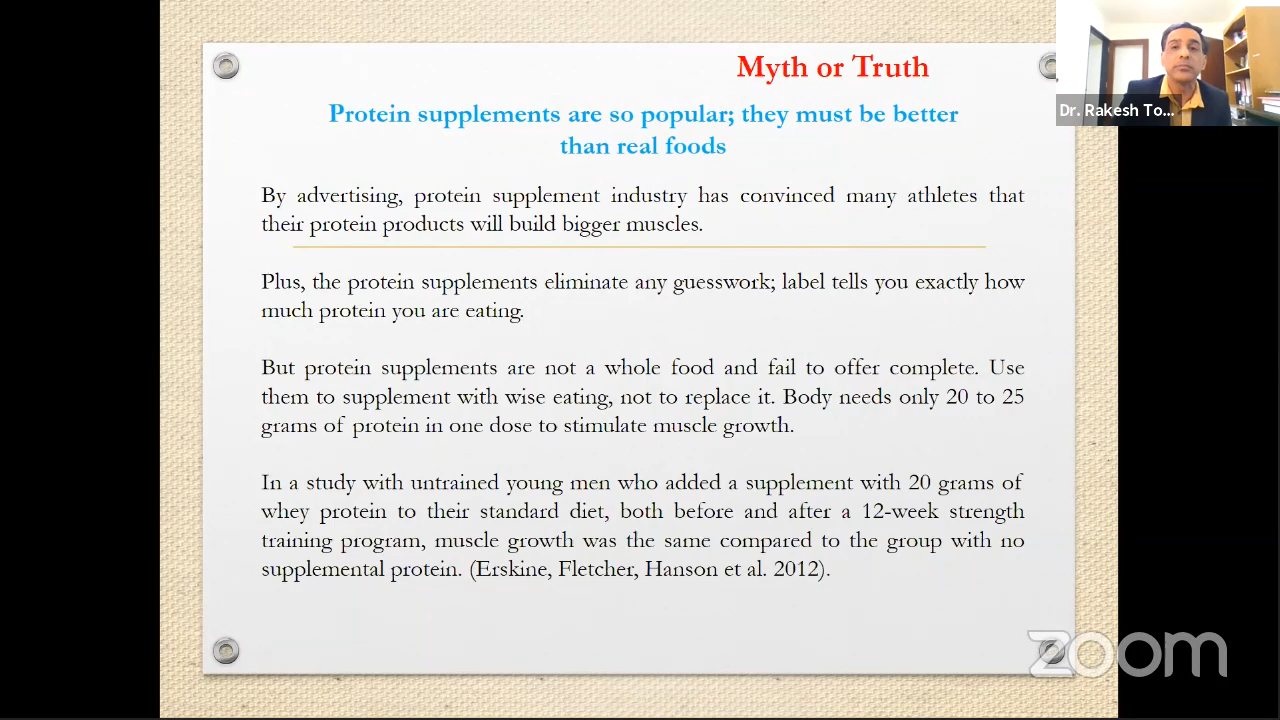 Myth or Truth
Dr. Rakesh To...
Protein supplements are so popular; they must be better
than real foods
By advertising, protein supplement industry has convinced many athletes that
their protein products will build bigger muscles.
Plus, the protein supplements eliminate any guesswork; label tells you exactly how
much protein you are eating.
But protein supplements are not a whole food and fail to offer complete. Use
them to supplement with wise eating, not to replace it. Body needs only 20 to 25
grams of protein in one dose to stimulate muscle growth.
In a study with untrained young men who added a supplement with 20 grams of
whey protein to their standard diet, both before and after a 12-week strength
training program, muscle growth was the same compared to the group with no
supplemental protein. (Erskine, Fletcher, Hanson et al. 2012).
zoom